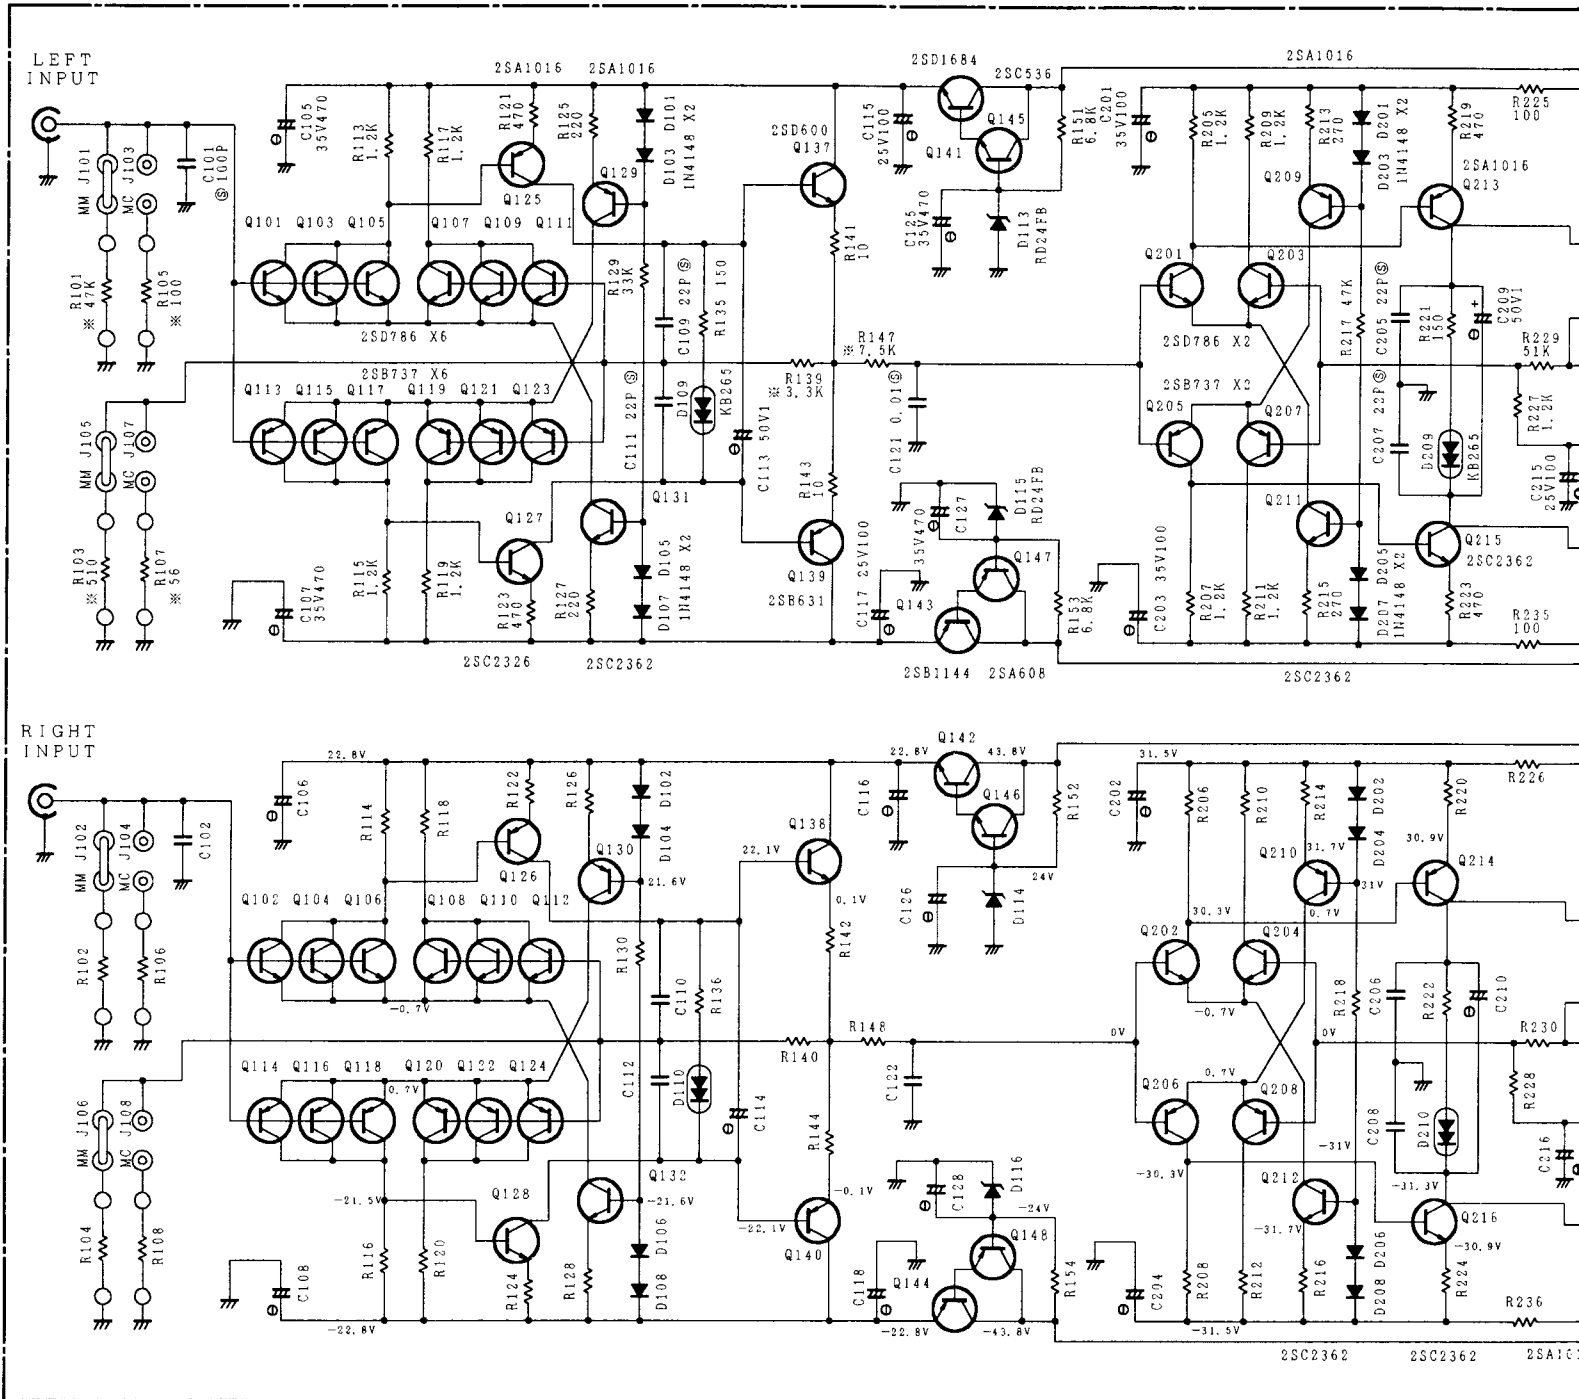 LEFT
INPUT
2SA1016
2SA1016
2SD1684
2SC536
2SA1016
C105
35V470
R113
1.2K
R117
1.2K
R121
470
R125
220
D103 D101
1N4148 X2
2SD600
Q137
C115
25V100
Q141
Q145
R151
6.8K
C201
35V100
R205
1.2K
R209
1.2K
R213
270
D203 D201
1N4148 X2
R219
470
R225
100
MM J101
MC J103
C101
Ⓢ100P
Q125
Q129
Q209
2SA1016
Q213
Q101 Q103 Q105 Q107 Q109 Q111
C125
35V470
D113
RD24FB
R141
10
R101
※ 47K
R105
※ 100
R129
33K
C109 22PⓈ
R135 150
Q201
Q203
R217 47K
C205 22PⓈ
R221
150
C209
50V1
2SD786 X6
2SD786 X2
R147
※7.5K
R139
※ 3.3K
R229
51K
2SB737 X6
2SB737 X2
Q113 Q115 Q117 Q119 Q121 Q123
C111 22PⓈ
D109
KB265
C113 50V1
C121 0.01Ⓢ
Q205
Q207
C207 22PⓈ
D209
KB265
R227
1.2K
C215
25V100
MM J105
MC J107
R143
10
Q131
Q127
D115
RD24FB
C127
35V470
Q147
Q211
Q215
2SC2362
R103
※ 510
R107
※ 56
C107
35V470
R115
1.2K
R119
1.2K
R123
470
R127
220
D107 D105
1N4148 X2
Q139
2SB631
C117 25V100
Q143
R153
6.8K
C203 35V100
R207
1.2K
R211
1.2K
R215
270
D207 D205
1N4148 X2
R223
470
R235
100
2SC2326
2SC2362
2SB1144
2SA608
2SC2362
RIGHT
INPUT
22.8V
22.8V
Q142
43.8V
31.5V
C106
R114
R118
R122
R126
D102
D104
Q138
22.1V
C116
Q146
R152
C202
R206
R210
R214
D202
D204
R220
R226
MM J102
MC J104
C102
Q126
Q130
21.6V
24V
Q210
31.7V
31V
30.9V
Q214
Q102 Q104 Q106 Q108 Q110 Q112
0.1V
C126
D114
30.3V
0.7V
R102
R106
R130
C110
R136
R142
Q202
Q204
R218
C206
R222
C210
-0.7V
-0.7V
R148
R140
0V
0V
R230
Q114 Q116 Q118 Q120 Q122 Q124
0.7V
C112
D110
C114
C122
Q206
0.7V
Q208
C208
D210
R228
C216
MM J106
MC J108
R144
-31V
-30.3V
-31.3V
-21.5V
Q128
Q132
-21.6V
-22.1V
-0.1V
C128
D116
-24V
Q212
-31.7V
Q216
-30.9V
R104
R108
C108
R116
R120
R124
R128
D106
D108
Q140
C118
Q144
Q148
R154
C204
R208
R212
R216
D208 D206
R224
R236
-22.8V
-22.8V
-43.8V
-31.5V
2SC2362
2SC2362